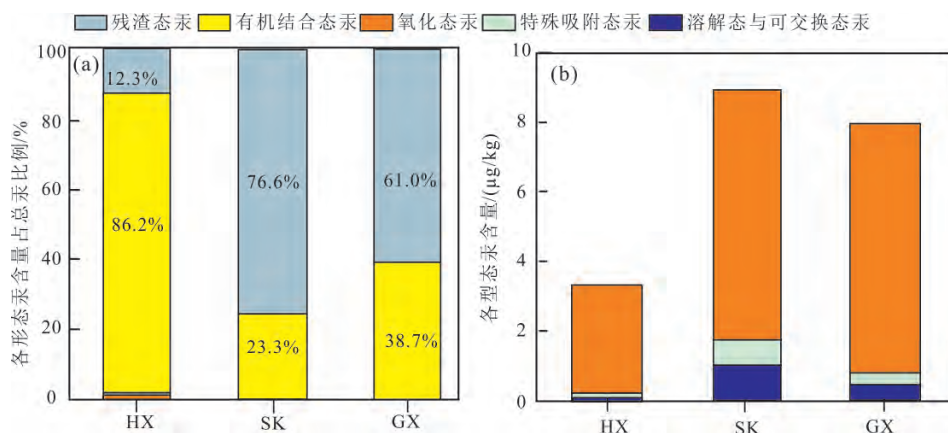 残渣态汞 有机结合态汞 氧化态汞 特殊吸附态汞 溶解态与可交换态汞
(a)
各形态汞含量占总汞比例/%
100
80
60
40
20
0
12.3%
86.2%
76.6%
23.3%
61.0%
38.7%
HX SK GX
(b)
各型态汞含量/(μg/kg)
10
8
6
4
2
0
HX SK GX